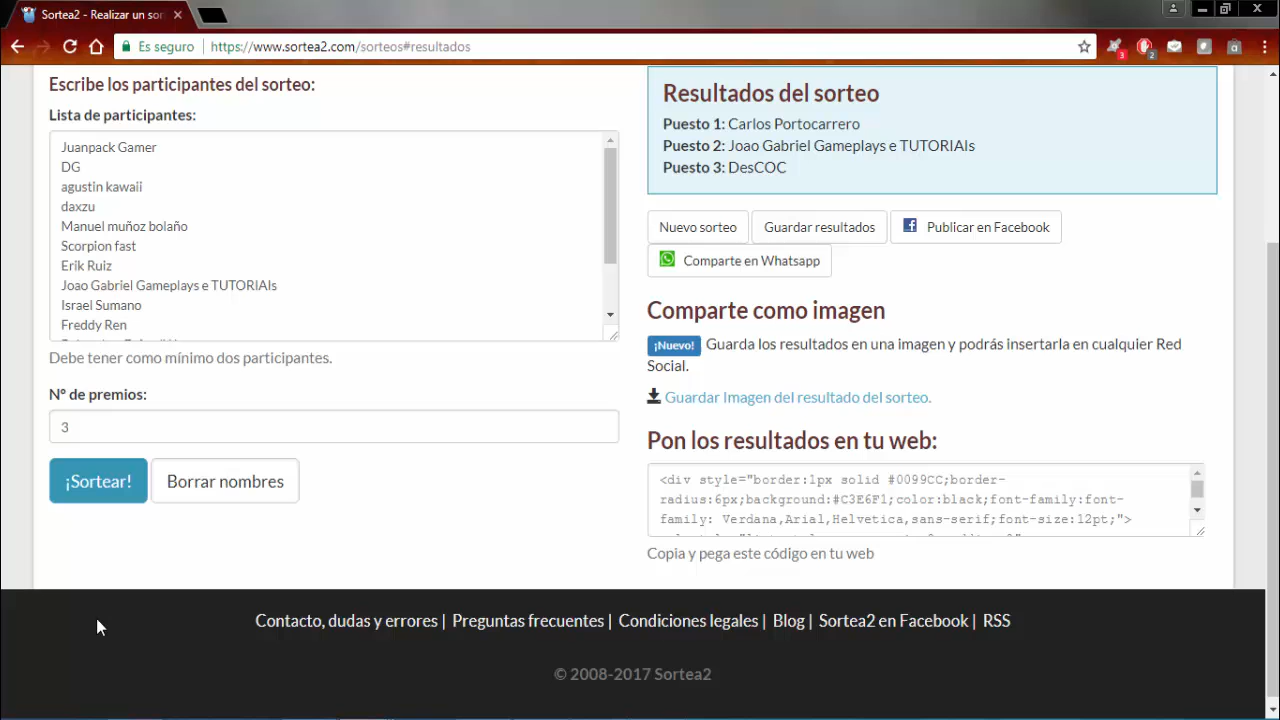 Sortea2 - Realizar un sor
Es seguro
https://www.sortea2.com/sorteos#resultados
3
2
Escribe los participantes del sorteo:
Lista de participantes:
Juanpack Gamer
DG
agustin kawaii
daxzu
Manuel muñoz bolaño
Scorpion fast
Erik Ruiz
Joao Gabriel Gameplays e TUTORIAIs
Israel Sumano
Freddy Ren
Debe tener como mínimo dos participantes.
Nº de premios:
3
¡Sortear!
Borrar nombres
Resultados del sorteo
Puesto 1: Carlos Portocarrero
Puesto 2: Joao Gabriel Gameplays e TUTORIAIs
Puesto 3: DesCOC
Nuevo sorteo
Guardar resultados
Publicar en Facebook
Comparte en Whatsapp
Comparte como imagen
¡Nuevo! Guarda los resultados en una imagen y podrás insertarla en cualquier Red
Social.
Guardar Imagen del resultado del sorteo.
Pon los resultados en tu web:
<div style="border:1px solid #0099CC;border-
radius:6px;background:#C3E6F1;color:black;font-family:font-
family: Verdana,Arial,Helvetica,sans-serif;font-size:12pt;">
Copia y pega este código en tu web
Contacto, dudas y errores | Preguntas frecuentes | Condiciones legales | Blog | Sortea2 en Facebook | RSS
© 2008-2017 Sortea2